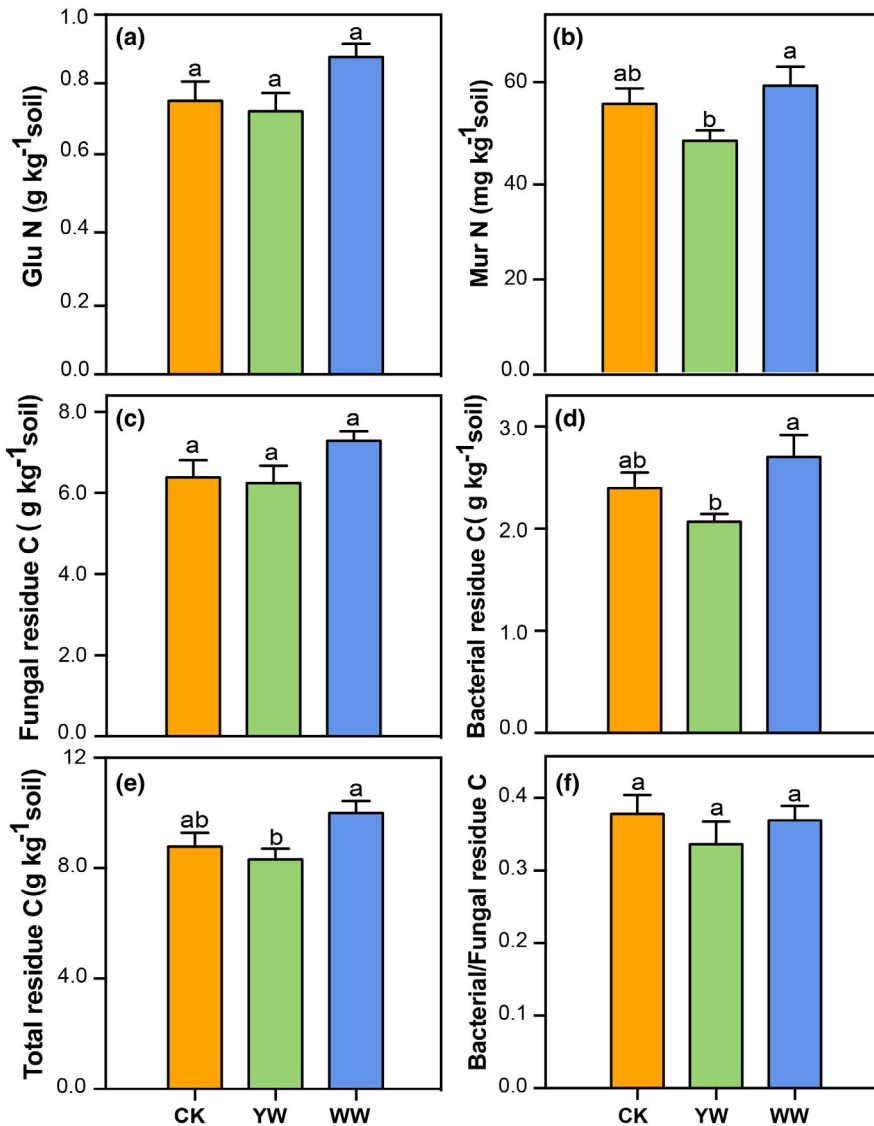 (a)
Glu N (g kg⁻¹soil)
1.0
0.8
0.6
0.4
0.2
0.0
a
a
a
(b)
Mur N (mg kg⁻¹soil)
60
40
20
0.0
ab
b
a
(c)
Fungal residue C ( g kg⁻¹soil)
8.0
6.0
4.0
2.0
0.0
a
a
a
(d)
Bacterial residue C( g kg⁻¹soil)
3.0
2.0
1.0
0.0
ab
b
a
(e)
Total residue C(g kg⁻¹soil)
12
8.0
4.0
0.0
ab
b
a
CK
YW
WW
(f)
Bacterial/Fungal residue C
0.4
0.3
0.2
0.1
0.0
a
a
a
CK
YW
WW